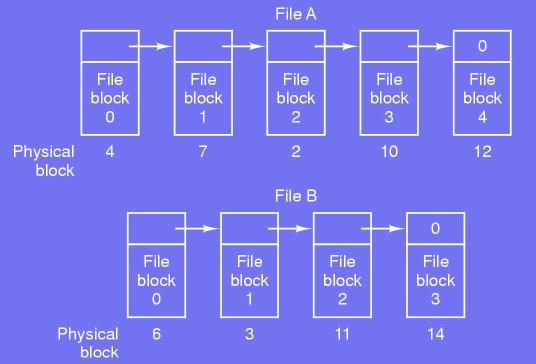 File A
0
File block 0
File block 1
File block 2
File block 3
File block 4
Physical block
4 7 2 10 12
File B
0
File block 0
File block 1
File block 2
File block 3
Physical block
6 3 11 14